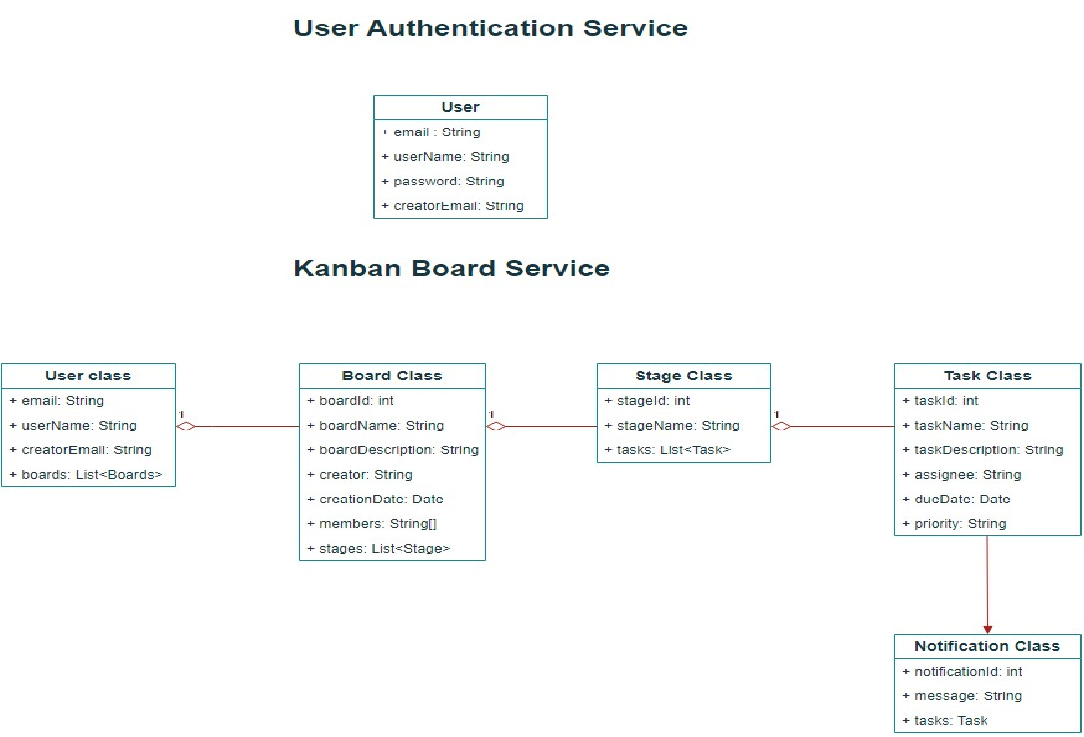 User Authentication Service
User
+ email : String
+ userName: String
+ password: String
+ creatorEmail: String
Kanban Board Service
User class
+ email: String
+ userName: String
+ creatorEmail: String
+ boards: List<Boards>
1
Board Class
+ boardId: int
+ boardName: String
+ boardDescription: String
+ creator: String
+ creationDate: Date
+ members: String[]
+ stages: List<Stage>
1
Stage Class
+ stageId: int
+ stageName: String
+ tasks: List<Task>
1
Task Class
+ taskId: int
+ taskName: String
+ taskDescription: String
+ assignee: String
+ dueDate: Date
+ priority: String
Notification Class
+ notificationId: int
+ message: String
+ tasks: Task